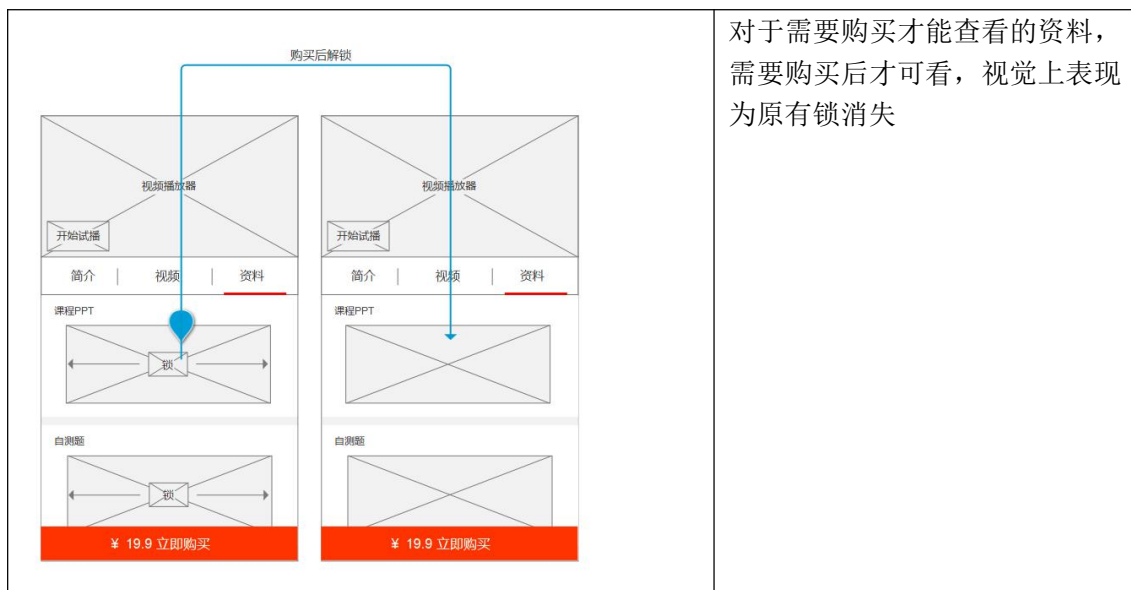 购买后解锁
视频播放器
开始试播
简介 | 视频 | 资料
课程PPT
锁
自测题
锁
¥ 19.9 立即购买
视频播放器
开始试播
简介 | 视频 | 资料
课程PPT
自测题
¥ 19.9 立即购买
对于需要购买才能查看的资料，
需要购买后才可看，视觉上表现
为原有锁消失